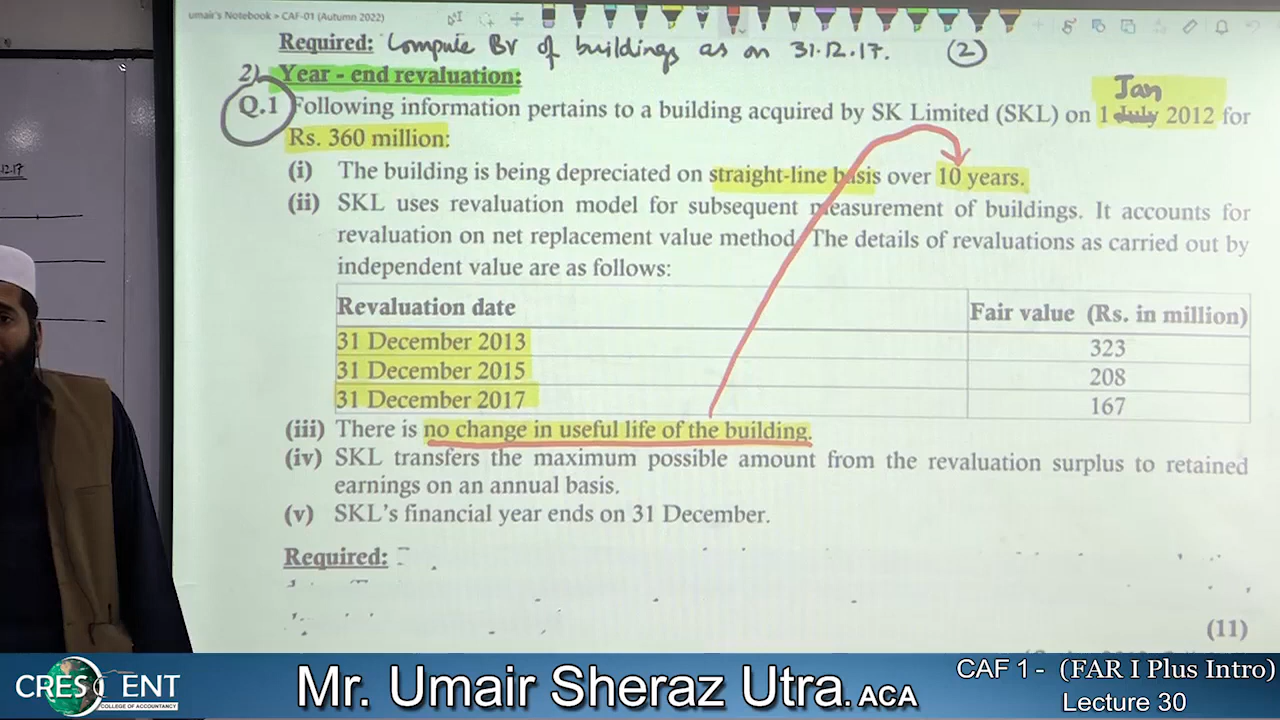 umair's Notebook > CAF-01 (Autumn 2022)
Required: Compute BV of buildings as on 31.12.17. (2)
2) Year - end revaluation:
Jan
Q.1 Following information pertains to a building acquired by SK Limited (SKL) on 1 July 2012 for
Rs. 360 million:
(i) The building is being depreciated on straight-line basis over 10 years.
(ii) SKL uses revaluation model for subsequent measurement of buildings. It accounts for
revaluation on net replacement value method. The details of revaluations as carried out by
independent value are as follows:
Revaluation date Fair value (Rs. in million)
31 December 2013 323
31 December 2015 208
31 December 2017 167
(iii) There is no change in useful life of the building.
(iv) SKL transfers the maximum possible amount from the revaluation surplus to retained
earnings on an annual basis.
(v) SKL's financial year ends on 31 December.
Required:
(11)
CRESCENT
COLLEGE OF ACCOUNTANCY
Mr. Umair Sheraz Utra. ACA
CAF 1 - (FAR I Plus Intro)
Lecture 30